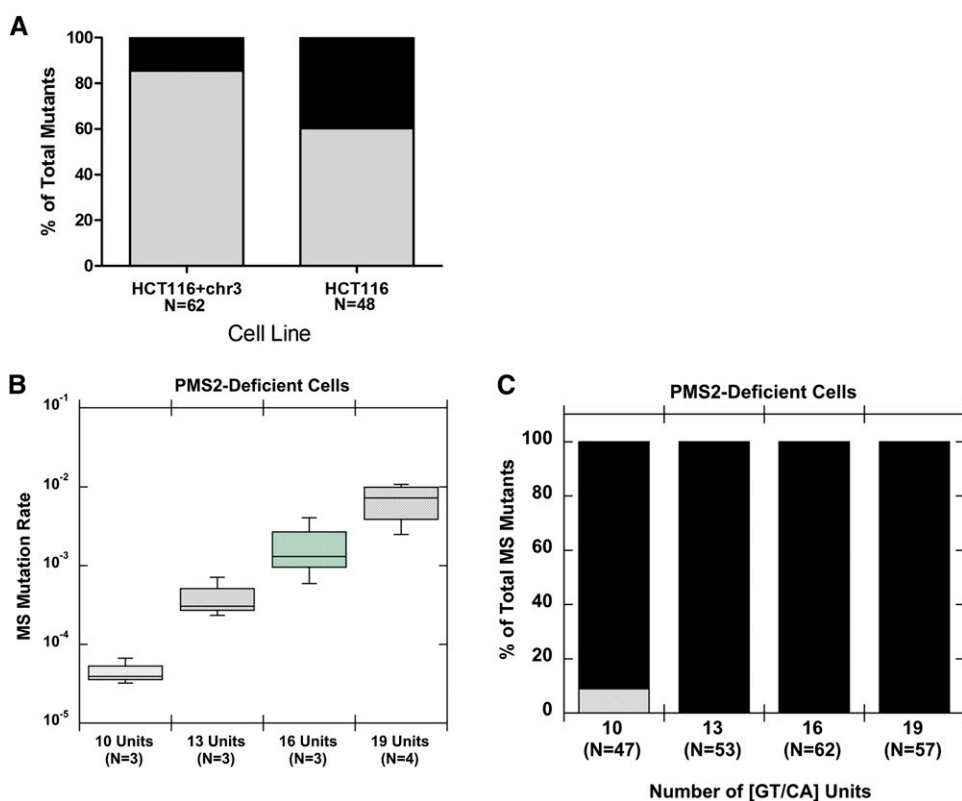 A
% of Total Mutants
100
80
60
40
20
0
HCT116+chr3
N=62
HCT116
N=48
Cell Line
B
PMS2-Deficient Cells
MS Mutation Rate
10-1
10-2
10-3
10-4
10-5
10 Units
(N=3)
13 Units
(N=3)
16 Units
(N=3)
19 Units
(N=4)
C
PMS2-Deficient Cells
% of Total MS Mutants
100
80
60
40
20
0
10
(N=47)
13
(N=53)
16
(N=62)
19
(N=57)
Number of [GT/CA] Units